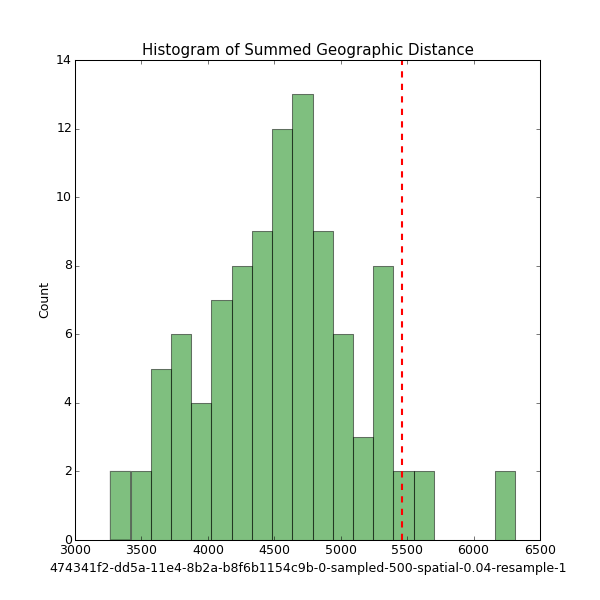 Histogram of Summed Geographic Distance
14
12
10
8
6
4
2
0
Count
3000 3500 4000 4500 5000 5500 6000 6500
474341f2-dd5a-11e4-8b2a-b8f6b1154c9b-0-sampled-500-spatial-0.04-resample-1